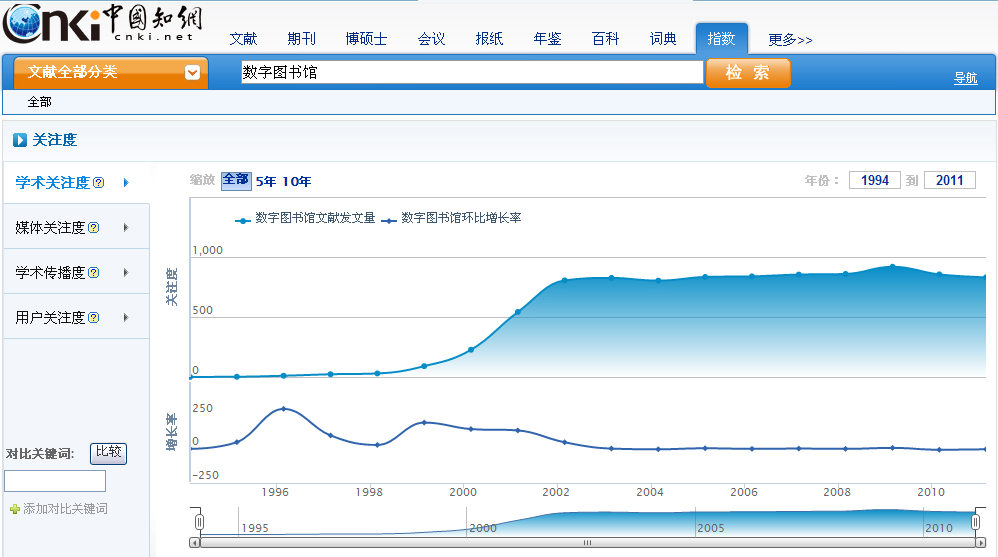 Cnki中國知網
cnki.net
文献 期刊 博硕士 会议 报纸 年鉴 百科 词典 指数 更多>>
文献全部分类 数字图书馆 检 索 导航
全部
关注度
学术关注度? 缩放 全部 5年 10年 年份： 1994 到 2011
数字图书馆文献发文量 数字图书馆环比增长率
媒体关注度?
学术传播度?
用户关注度?
关注度
1,000
500
0
增长率
250
0
-250
对比关键词: 比较
添加对比关键词
1996 1998 2000 2002 2004 2006 2008 2010
1995 2000 2005 2010